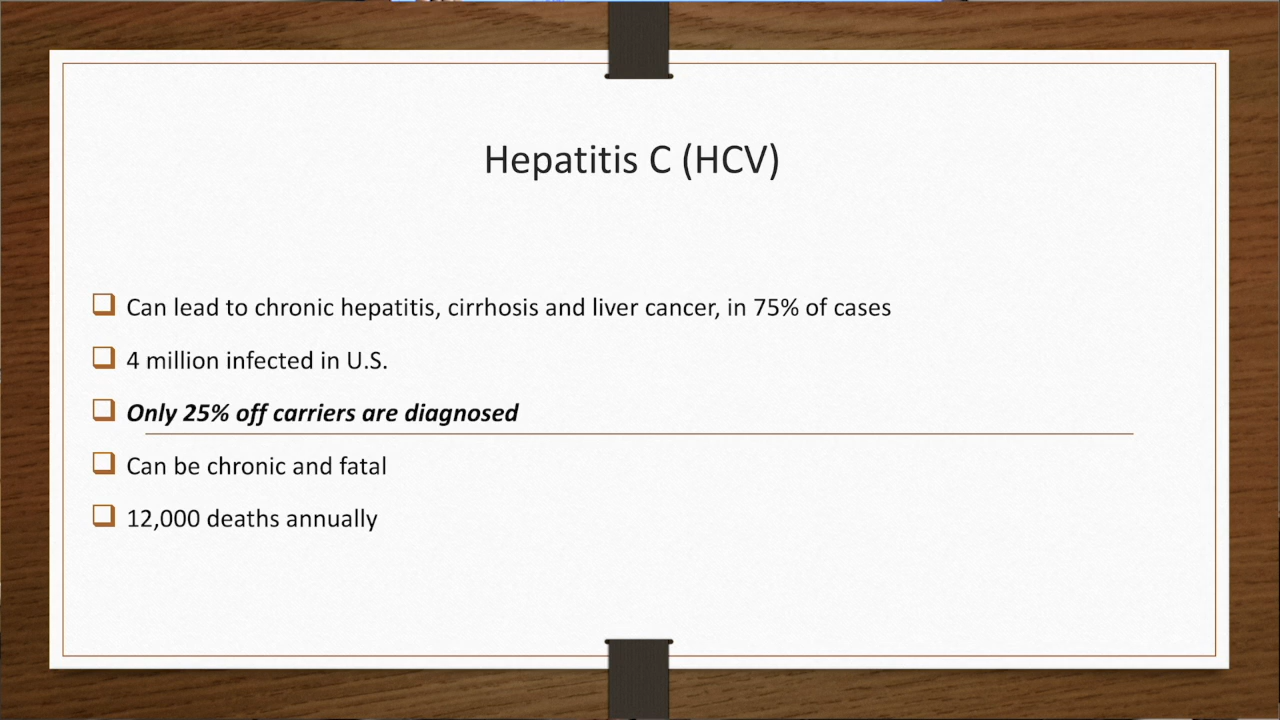 Hepatitis C (HCV)
Can lead to chronic hepatitis, cirrhosis and liver cancer, in 75% of cases
4 million infected in U.S.
Only 25% off carriers are diagnosed
Can be chronic and fatal
12,000 deaths annually